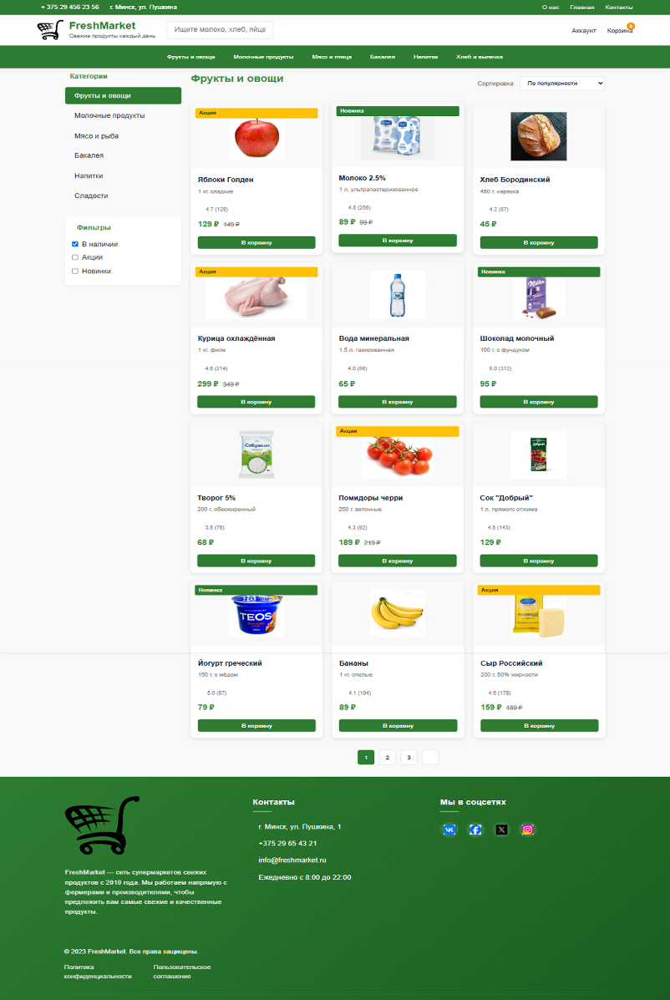 + 375 29 456 23 56 г. Минск, ул. Пушкина О нас Главная Контакты
FreshMarket
Свежие продукты каждый день
Ищите молоко, хлеб, яйца
Аккаунт Корзина
Фрукты и овощи Молочные продукты Мясо и птица Бакалея Напитки Хлеб и выпечка
Категории
Фрукты и овощи
Молочные продукты
Мясо и рыба
Бакалея
Напитки
Сладости
Фильтры
В наличии
Акции
Новинки
Фрукты и овощи
Сортировка: По популярности
Акция
Яблоки Голден
1 кг, сладкие
4.7 (128)
129 ₽ 149 ₽
В корзину
Новинка
Молоко 2.5%
1 л, ультрапастеризованное
4.8 (256)
89 ₽ 99 ₽
В корзину
Хлеб Бородинский
450 г, нарезка
4.2 (87)
45 ₽
В корзину
Акция
Курица охлаждённая
1 кг, филе
4.6 (214)
299 ₽ 349 ₽
В корзину
Вода минеральная
1.5 л, газированная
4.0 (56)
65 ₽
В корзину
Новинка
Milka
Шоколад молочный
100 г, с фундуком
5.0 (312)
95 ₽
В корзину
Савушкин
Творог 5%
200 г, обезжиренный
3.8 (76)
68 ₽
В корзину
Акция
Помидоры черри
250 г, веточные
4.3 (92)
189 ₽ 219 ₽
В корзину
Добрый
Сок "Добрый"
1 л, прямого отжима
4.5 (143)
129 ₽
В корзину
Новинка
TEOS
Йогурт греческий
150 г, с мёдом
5.0 (87)
79 ₽
В корзину
Бананы
1 кг, спелые
4.1 (104)
89 ₽
В корзину
Акция
Сыр Российский
200 г, 50% жирности
4.6 (178)
159 ₽ 189 ₽
В корзину
1 2 3
FreshMarket — сеть супермаркетов свежих
продуктов с 2010 года. Мы работаем напрямую с
фермерами и производителями, чтобы
предложить вам самые свежие и качественные
продукты.
Контакты
г. Минск, ул. Пушкина, 1
+375 29 65 43 21
info@freshmarket.ru
Ежедневно с 8:00 до 22:00
Мы в соцсетях
© 2023 FreshMarket. Все права защищены.
Политика
конфиденциальности
Пользовательское
соглашение